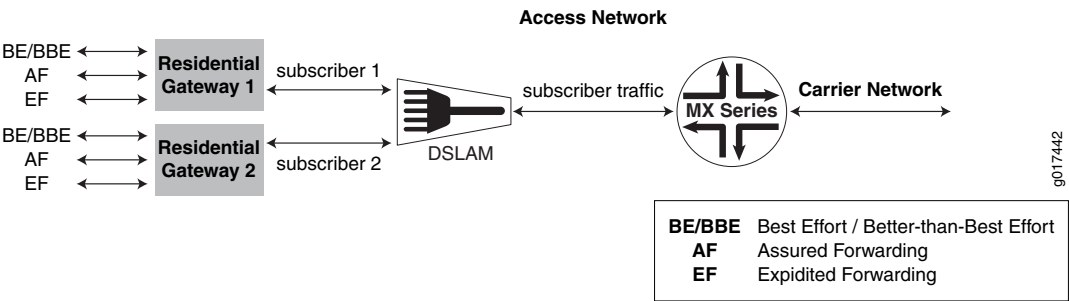 Access Network
BE/BBE
AF
EF
Residential
Gateway 1
subscriber 1
BE/BBE
AF
EF
Residential
Gateway 2
subscriber 2
DSLAM
subscriber traffic
MX Series
Carrier Network
g017442
BE/BBE Best Effort / Better-than-Best Effort
AF Assured Forwarding
EF Expidited Forwarding